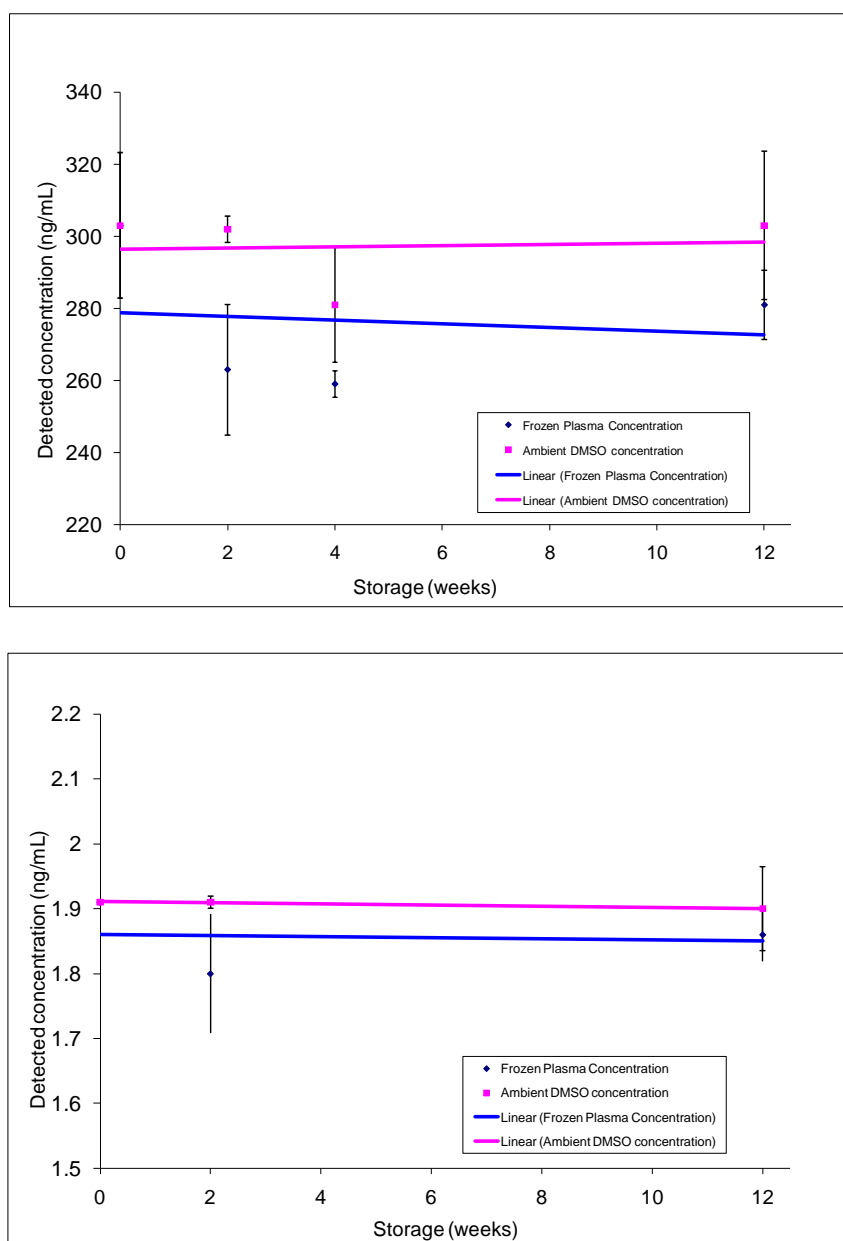 340
320
300
280
260
240
220
Detected concentration (ng/mL)
0 2 4 6 8 10 12
Storage (weeks)
Frozen Plasma Concentration
Ambient DMSO concentration
Linear (Frozen Plasma Concentration)
Linear (Ambient DMSO concentration)
2.2
2.1
2
1.9
1.8
1.7
1.6
1.5
Detected concentration (ng/mL)
0 2 4 6 8 10 12
Storage (weeks)
Frozen Plasma Concentration
Ambient DMSO concentration
Linear (Frozen Plasma Concentration)
Linear (Ambient DMSO concentration)